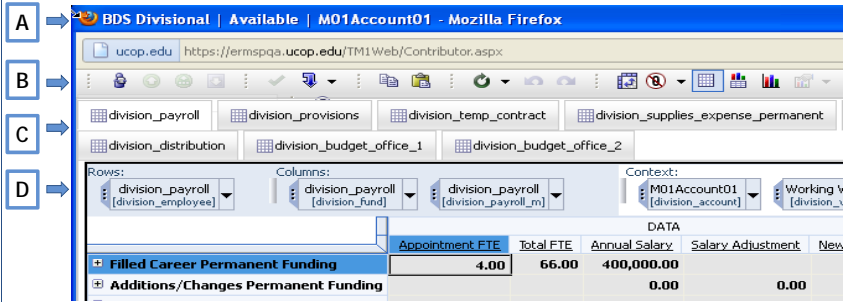 A
BDS Divisional | Available | M01Account01 - Mozilla Firefox
ucop.edu https://ermspqa.ucop.edu/TM1Web/Contributor.aspx
B
C
division_payroll division_provisions division_temp_contract division_supplies_expense_permanent
division_distribution division_budget_office_1 division_budget_office_2
D
Rows: Columns: Context:
division_payroll division_payroll division_payroll M01Account01 Working
[division_employee] [division_fund] [division_payroll_m] [division_account]
DATA
Appointment FTE Total FTE Annual Salary Salary Adjustment New
Filled Career Permanent Funding 4.00 66.00 400,000.00
Additions/Changes Permanent Funding 0.00 0.00